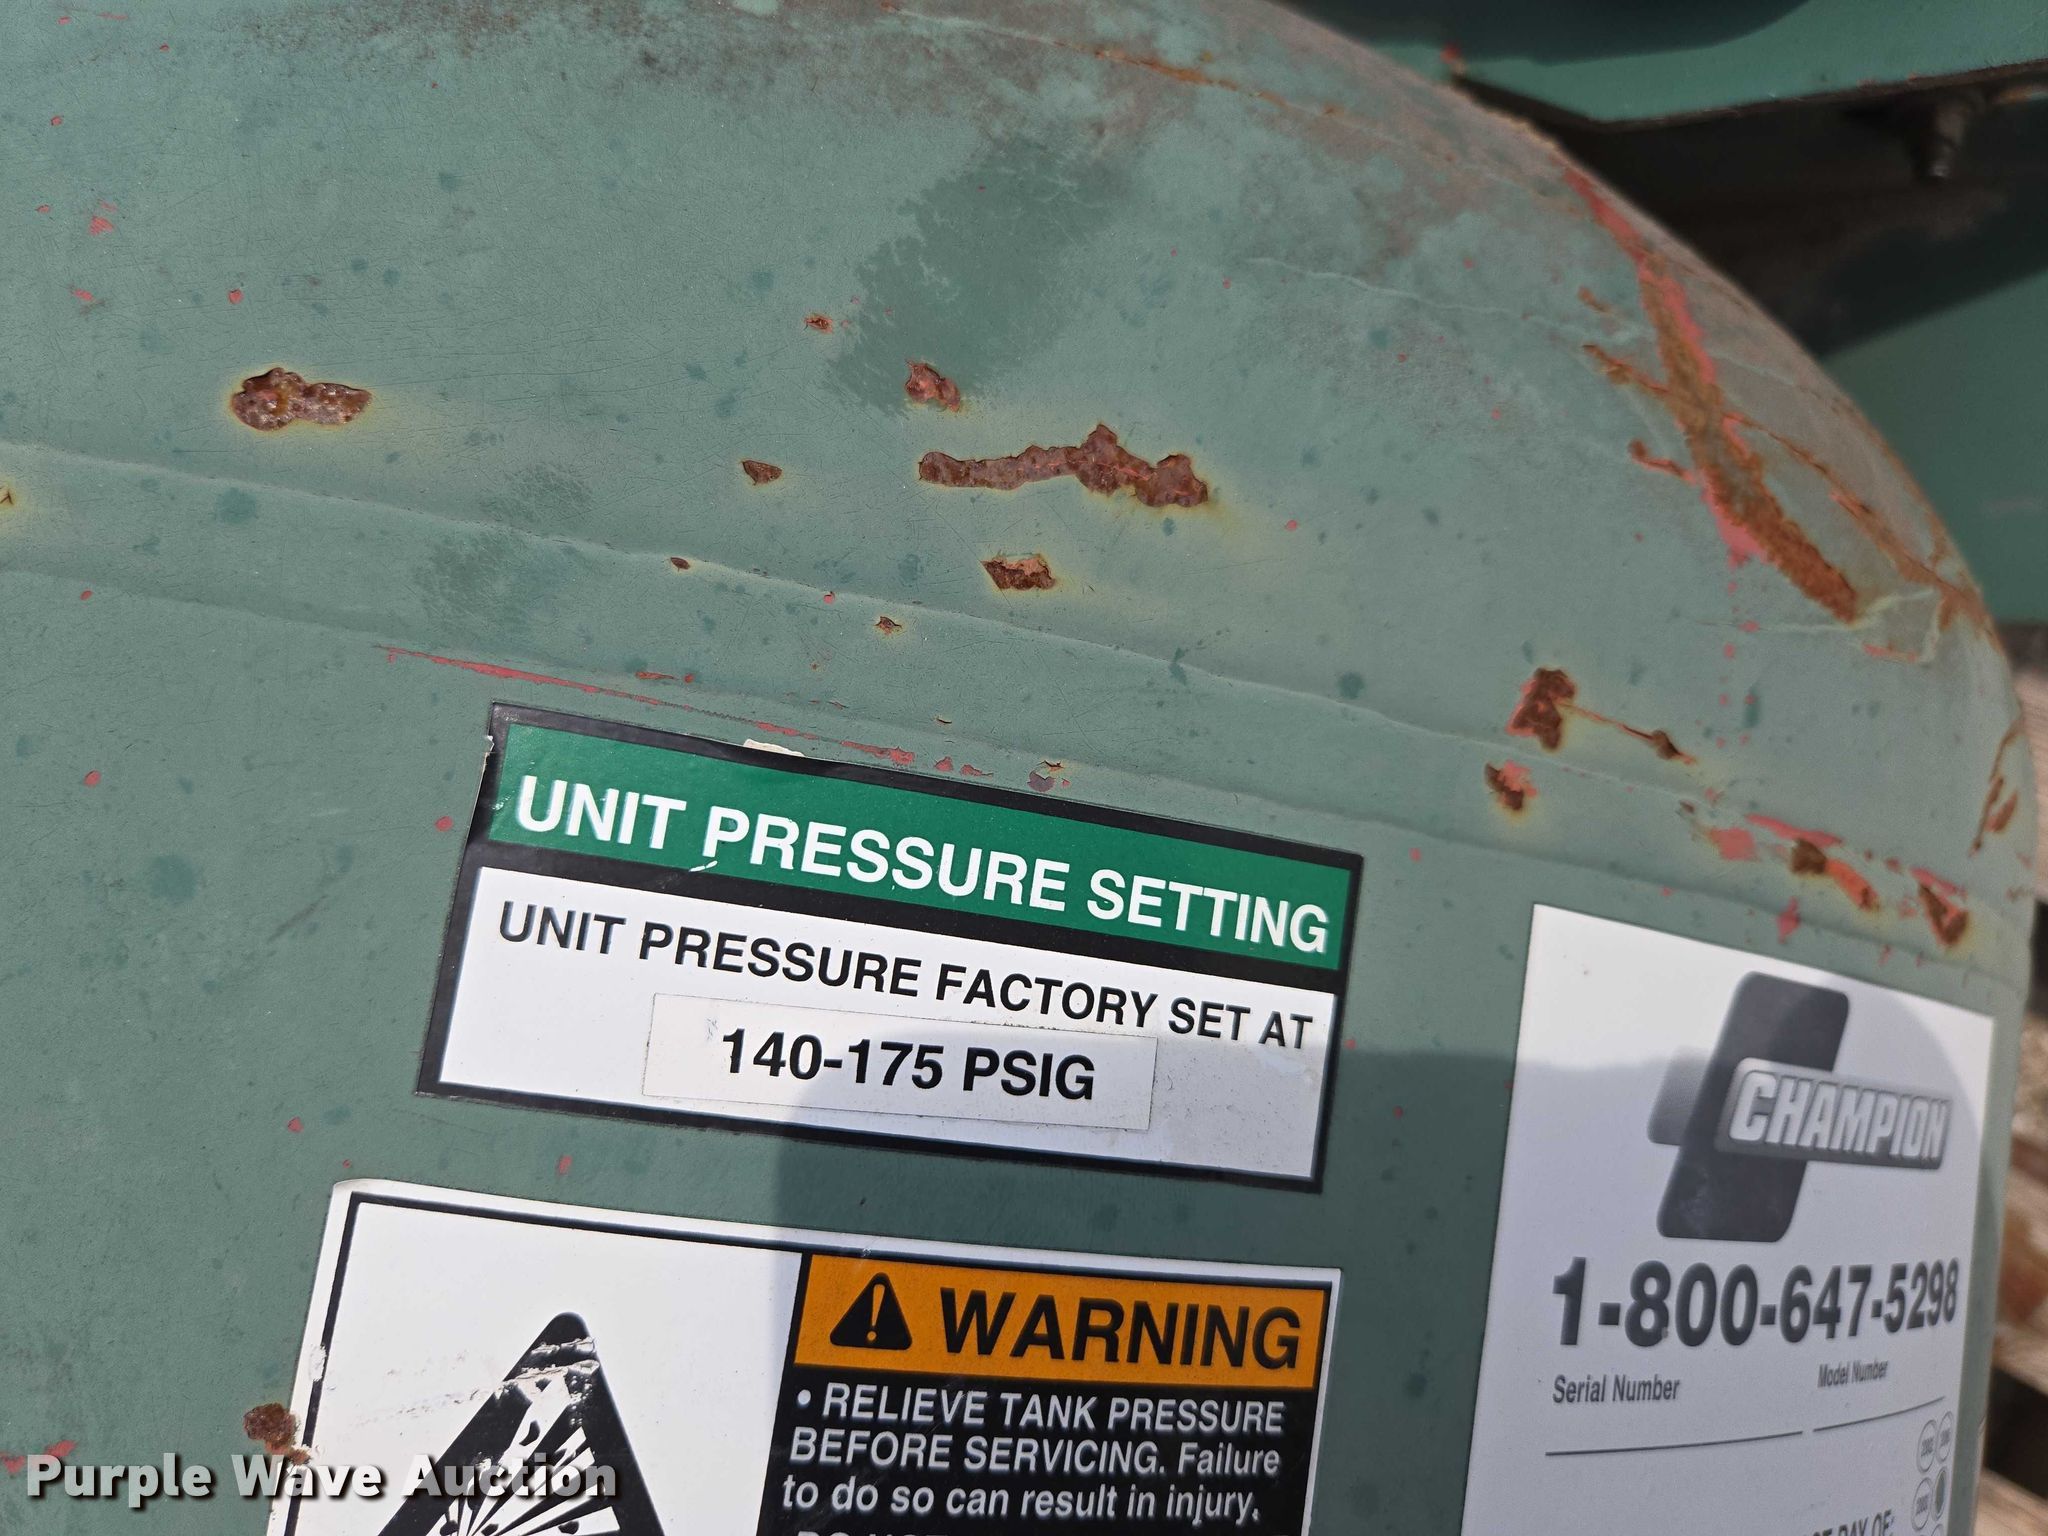 UNIT PRESSURE SETTING
UNIT PRESSURE FACTORY SET AT
140-175 PSIG
CHAMPION
1-800-647-5298
Serial Number
Model Number
WARNING
• RELIEVE TANK PRESSURE
BEFORE SERVICING. Failure
to do so can result in injury.
Purple Wave Auction